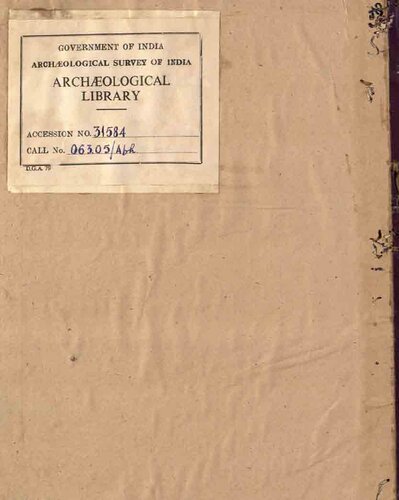 GOVERNMENT OF INDIA
ARCHÆOLOGICAL SURVEY OF INDIA
ARCHÆOLOGICAL
LIBRARY
ACCESSION NO. 31584
CALL No. 063.05/Abh
D.G.A. 79